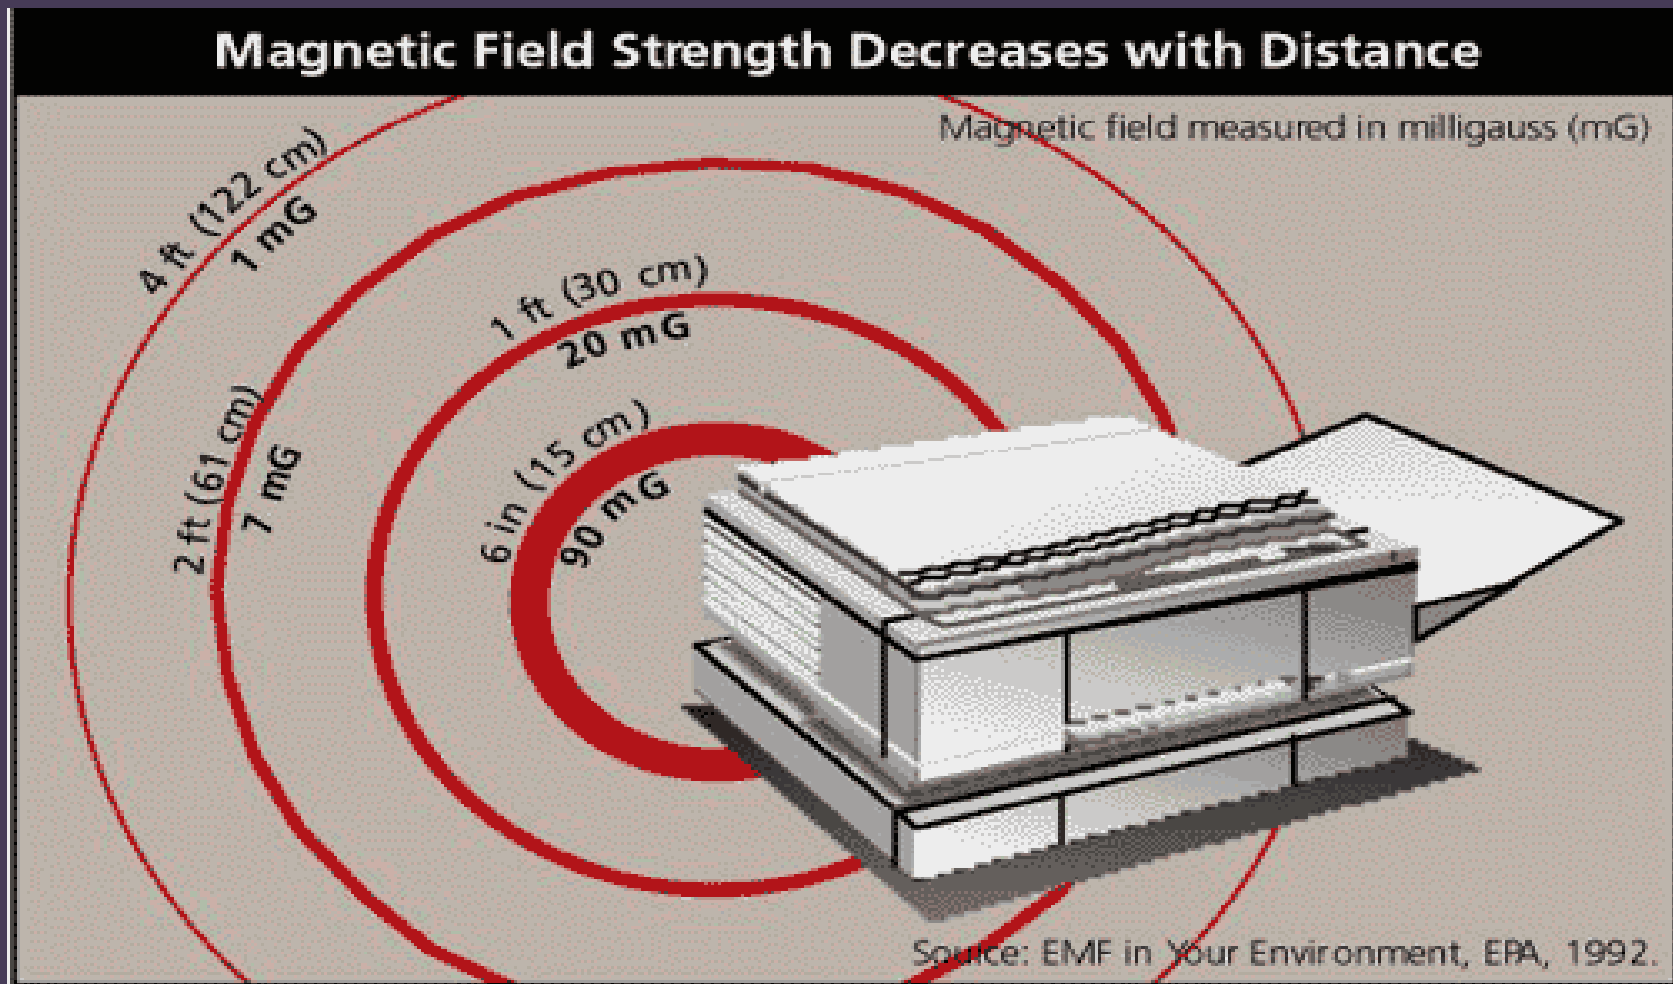 Magnetic Field Strength Decreases with Distance
Magnetic field measured in milligauss (mG)
4 ft (122 cm)
1 mG
1 ft (30 cm)
20 mG
2 ft (61 cm)
7 mG
6 in (15 cm)
90 mG
Source: EMF in Your Environment, EPA, 1992.